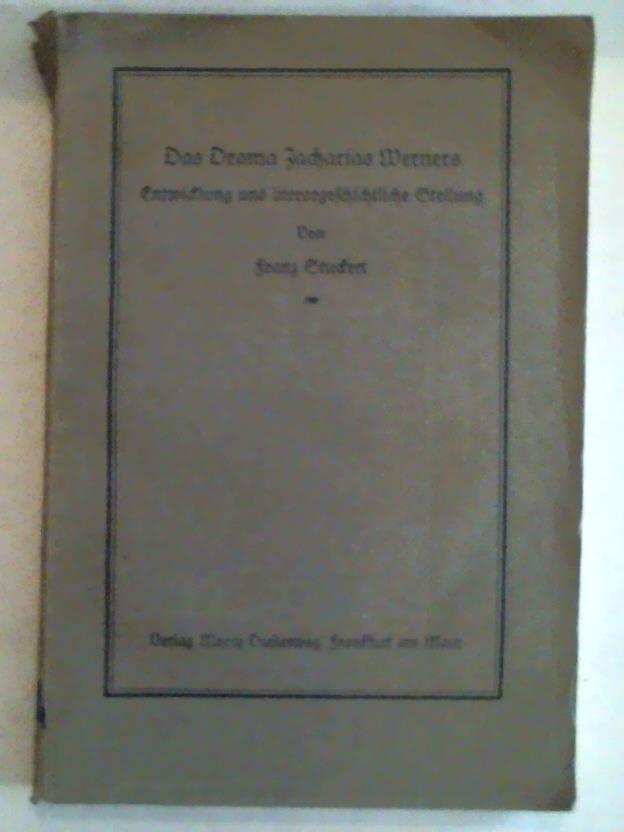 Das Drama Zacharias Werners
Entwicklung und literargeschichtliche Stellung
Von
Franz Stuckert
Verlag Moritz Diesterweg, Frankfurt am Main